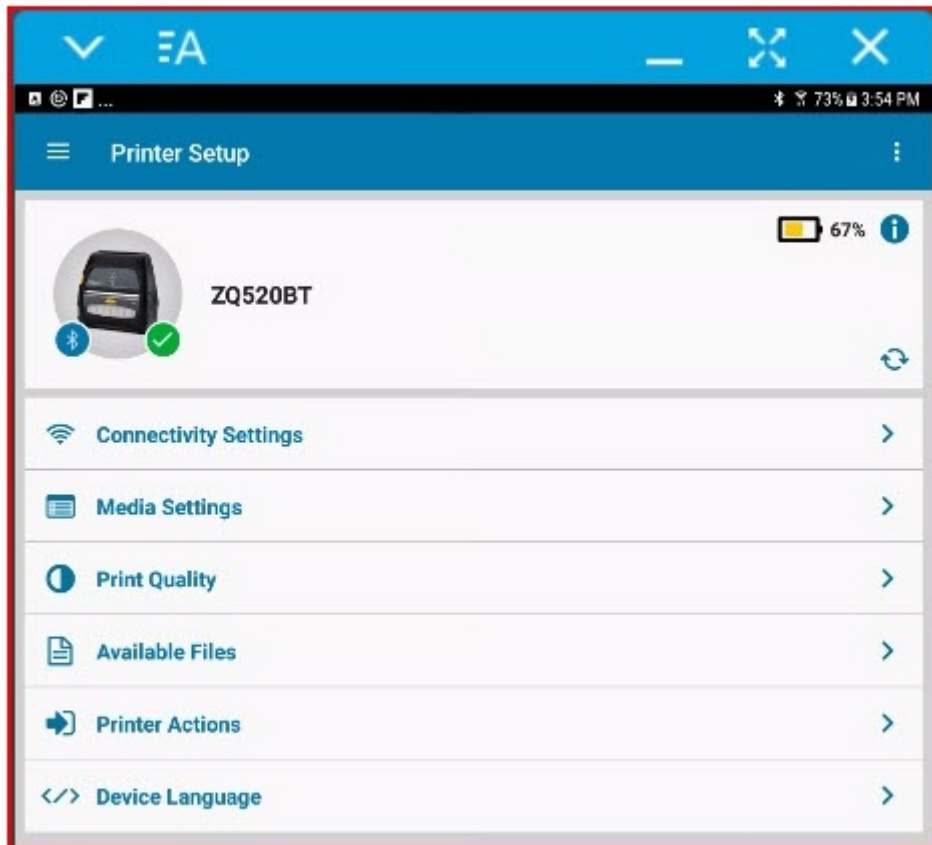 A
...
73% 3:54 PM
Printer Setup
67%
ZQ520BT
Connectivity Settings
Media Settings
Print Quality
Available Files
Printer Actions
Device Language